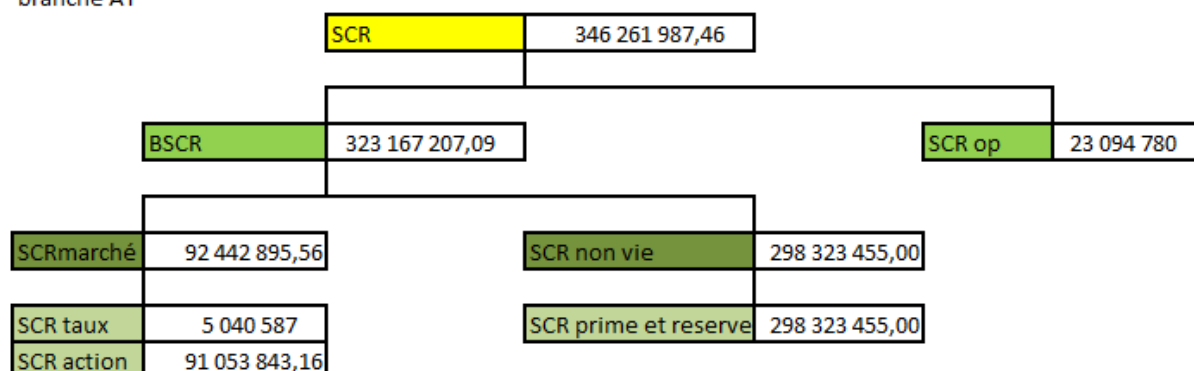 branche AT
SCR 346 261 987,46
BSCR 323 167 207,09 SCR op 23 094 780
SCRmarché 92 442 895,56 SCR non vie 298 323 455,00
SCR taux 5 040 587 SCR prime et reserve 298 323 455,00
SCR action 91 053 843,16